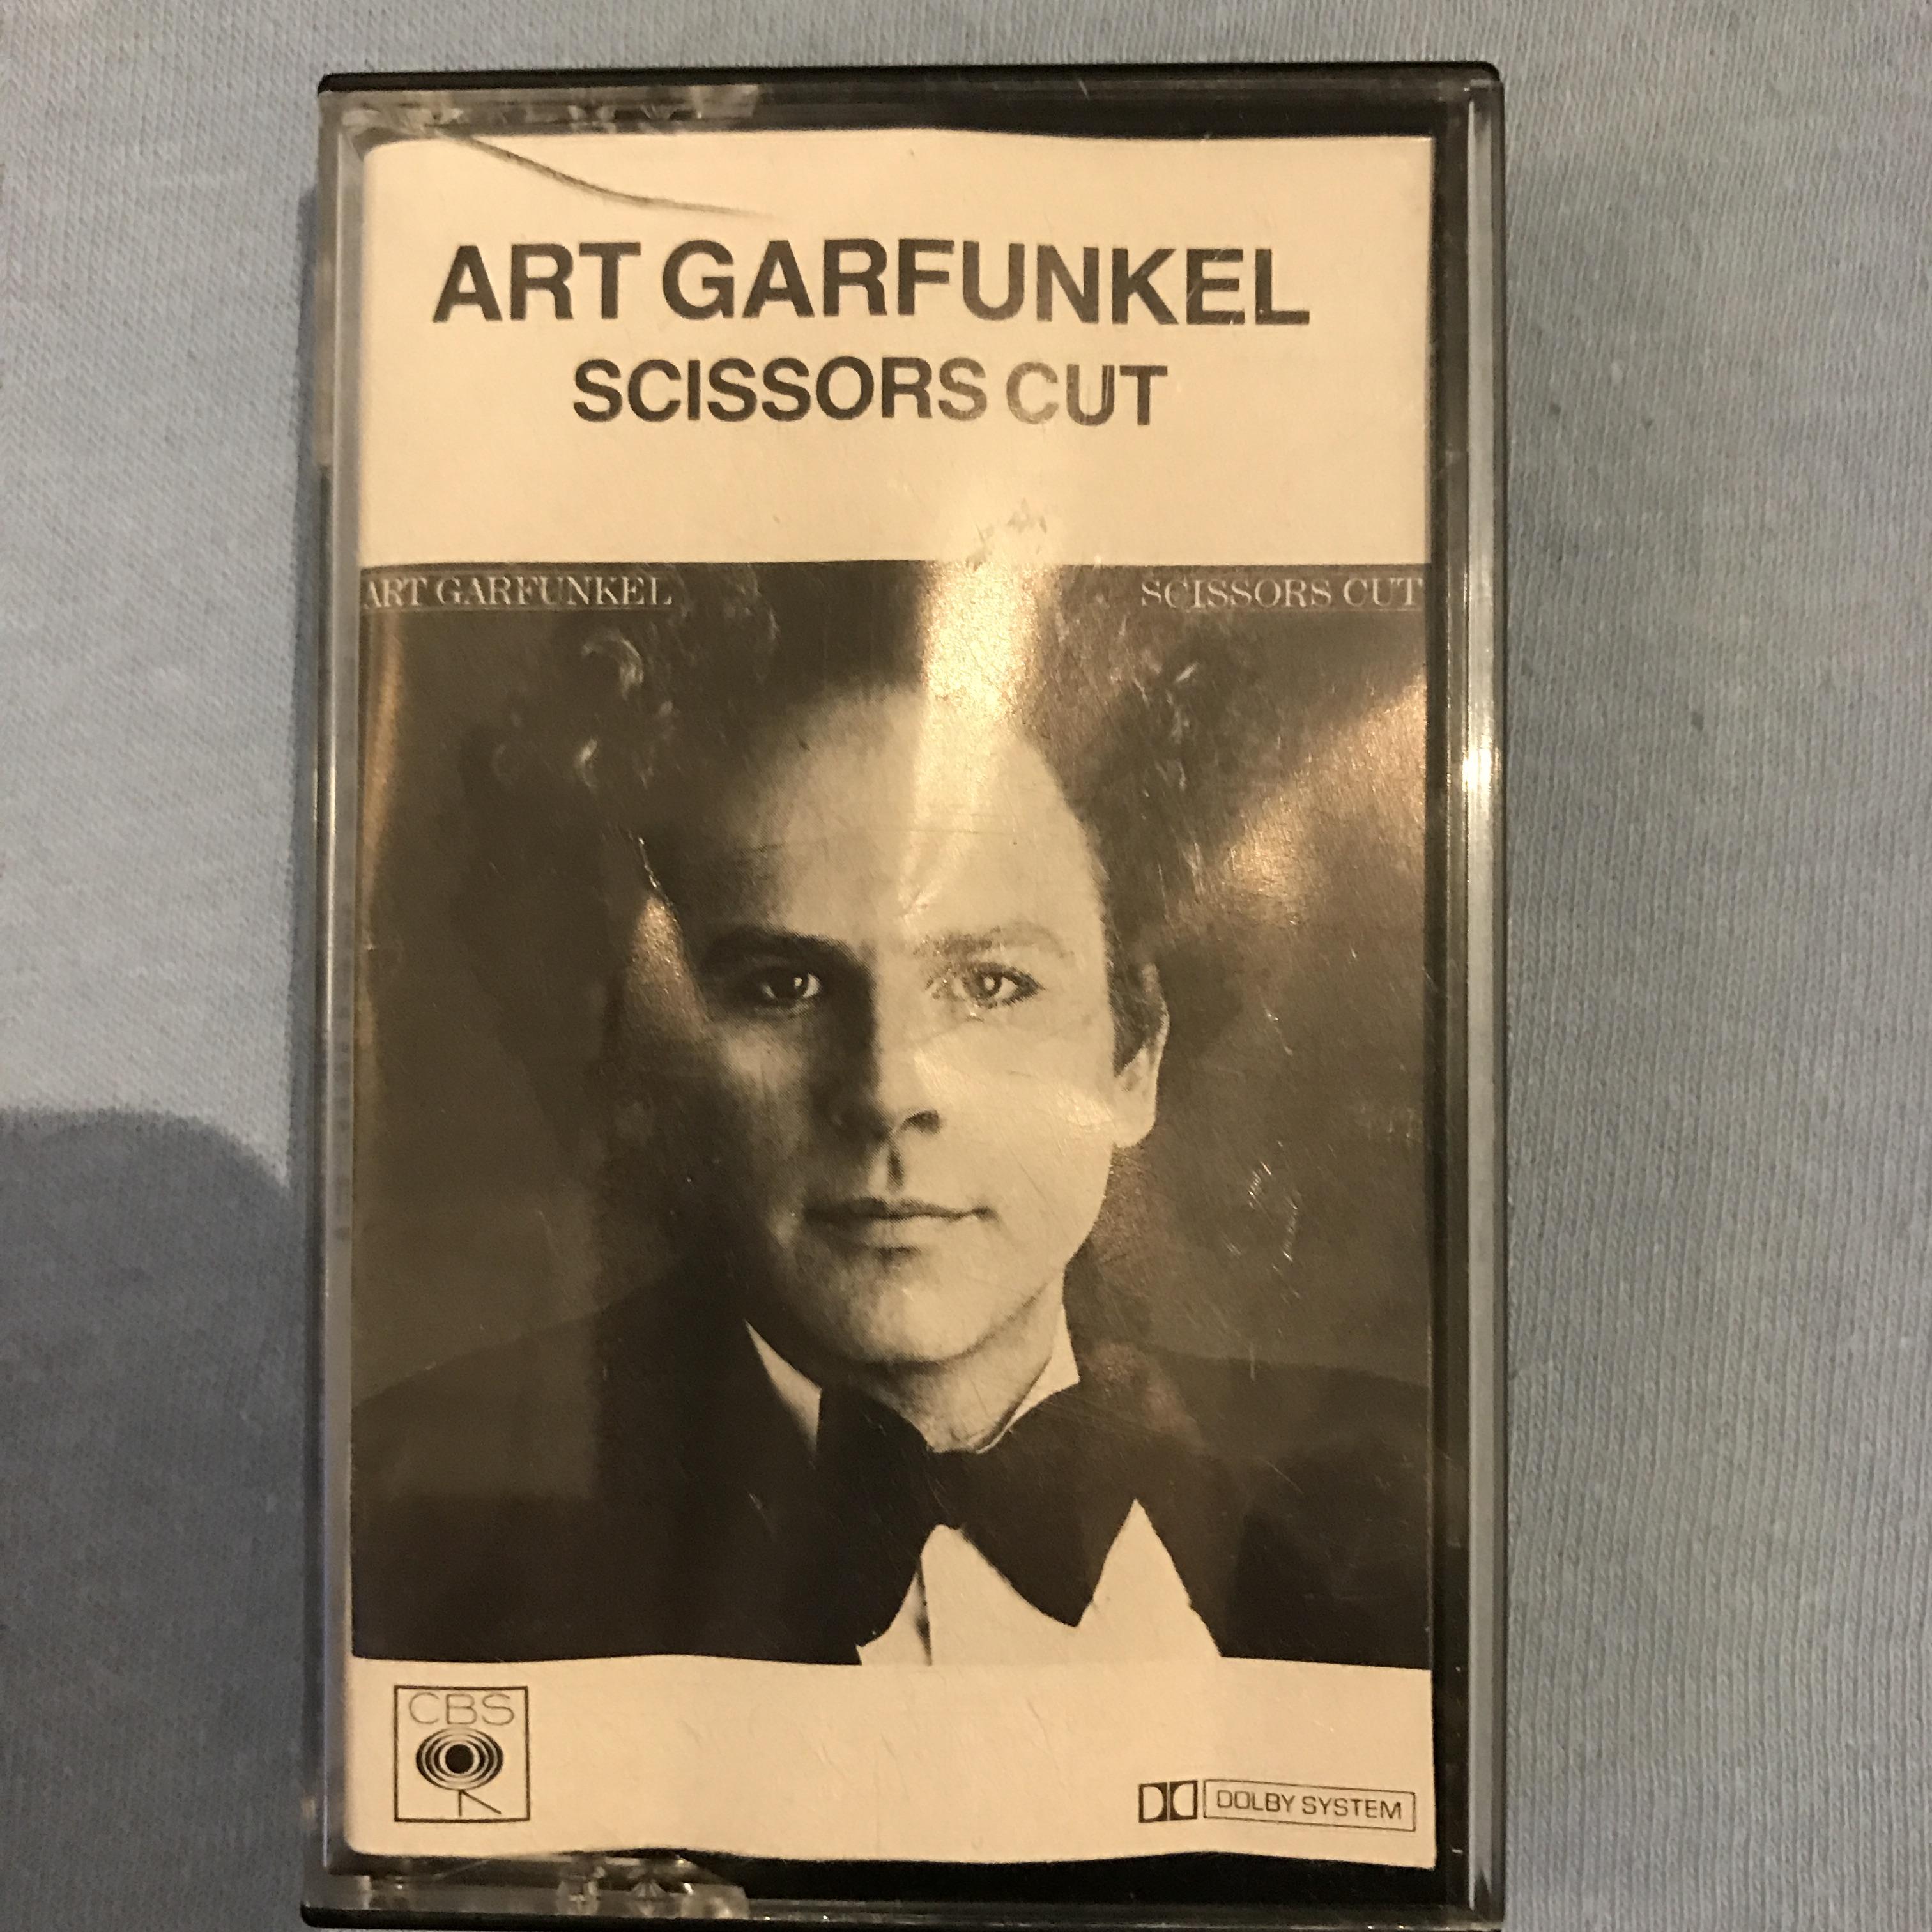 ART GARFUNKEL
SCISSORS CUT
ART GARFUNKEL SCISSORS CUT
CBS
DOLBY SYSTEM